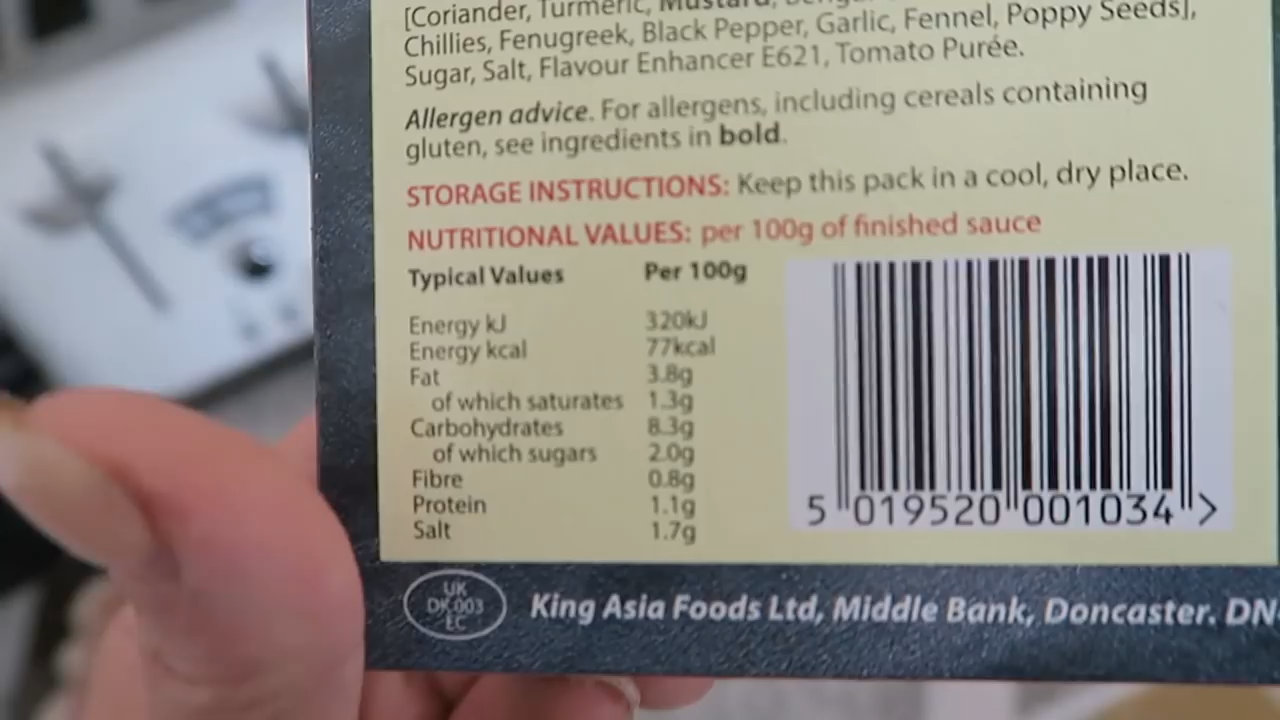 [Coriander, Turmeric, Mustard,
Chillies, Fenugreek, Black Pepper, Garlic, Fennel, Poppy Seeds],
Sugar, Salt, Flavour Enhancer E621, Tomato Purée.
Allergen advice. For allergens, including cereals containing
gluten, see ingredients in bold.
STORAGE INSTRUCTIONS: Keep this pack in a cool, dry place.
NUTRITIONAL VALUES: per 100g of finished sauce
Typical Values Per 100g
Energy kJ 320kJ
Energy kcal 77kcal
Fat 3.8g
of which saturates 1.3g
Carbohydrates 8.3g
of which sugars 2.0g
Fibre 0.8g
Protein 1.1g
Salt 1.7g
5 019520 001034 >
UK
DK 003
EC
King Asia Foods Ltd, Middle Bank, Doncaster. DN